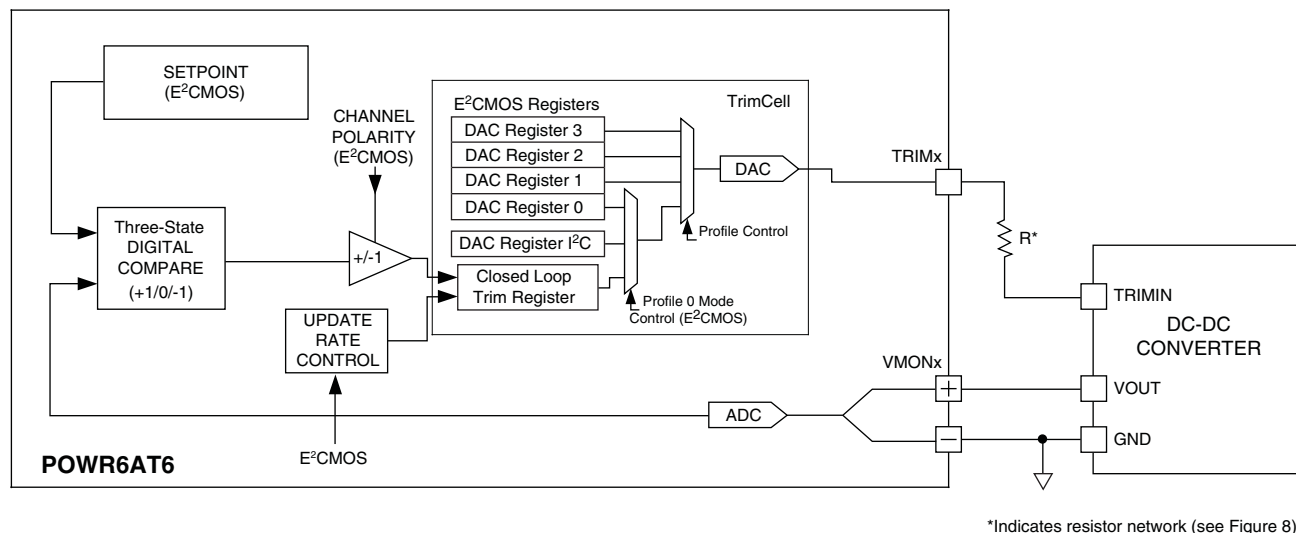 SETPOINT
(E²CMOS)
CHANNEL
POLARITY
(E²CMOS)
E²CMOS Registers
TrimCell
DAC Register 3
DAC Register 2
DAC Register 1
DAC Register 0
DAC Register I²C
Closed Loop
Trim Register
DAC
Profile Control
Profile 0 Mode
Control (E²CMOS)
TRIMx
R*
Three-State
DIGITAL
COMPARE
(+1/0/-1)
+/-1
UPDATE
RATE
CONTROL
E²CMOS
ADC
VMONx
+
−
TRIMIN
DC-DC
CONVERTER
VOUT
GND
POWR6AT6
*Indicates resistor network (see Figure 8)